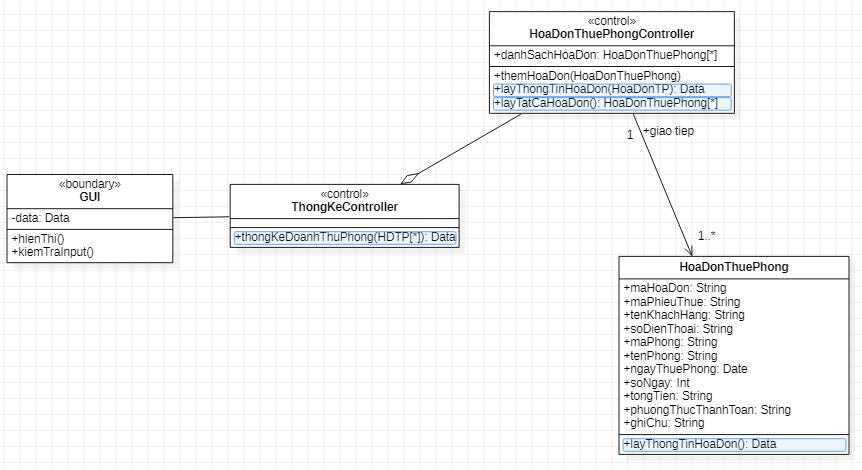 «control»
HoaDonThuePhongController
+danhSachHoaDon: HoaDonThuePhong[*]
+themHoaDon(HoaDonThuePhong)
+layThongTinHoaDon(HoaDonTP): Data
+layTatCaHoaDon(): HoaDonThuePhong[*]
1
+giao tiep
«boundary»
GUI
-data: Data
+hienThi()
+kiemTraInput()
«control»
ThongKeController
+thongKeDoanhThuPhong(HDTP[*]): Data
1..*
HoaDonThuePhong
+maHoaDon: String
+maPhieuThue: String
+tenKhachHang: String
+soDienThoai: String
+maPhong: String
+tenPhong: String
+ngayThuePhong: Date
+soNgay: Int
+tongTien: String
+phuongThucThanhToan: String
+ghiChu: String
+layThongTinHoaDon(): Data